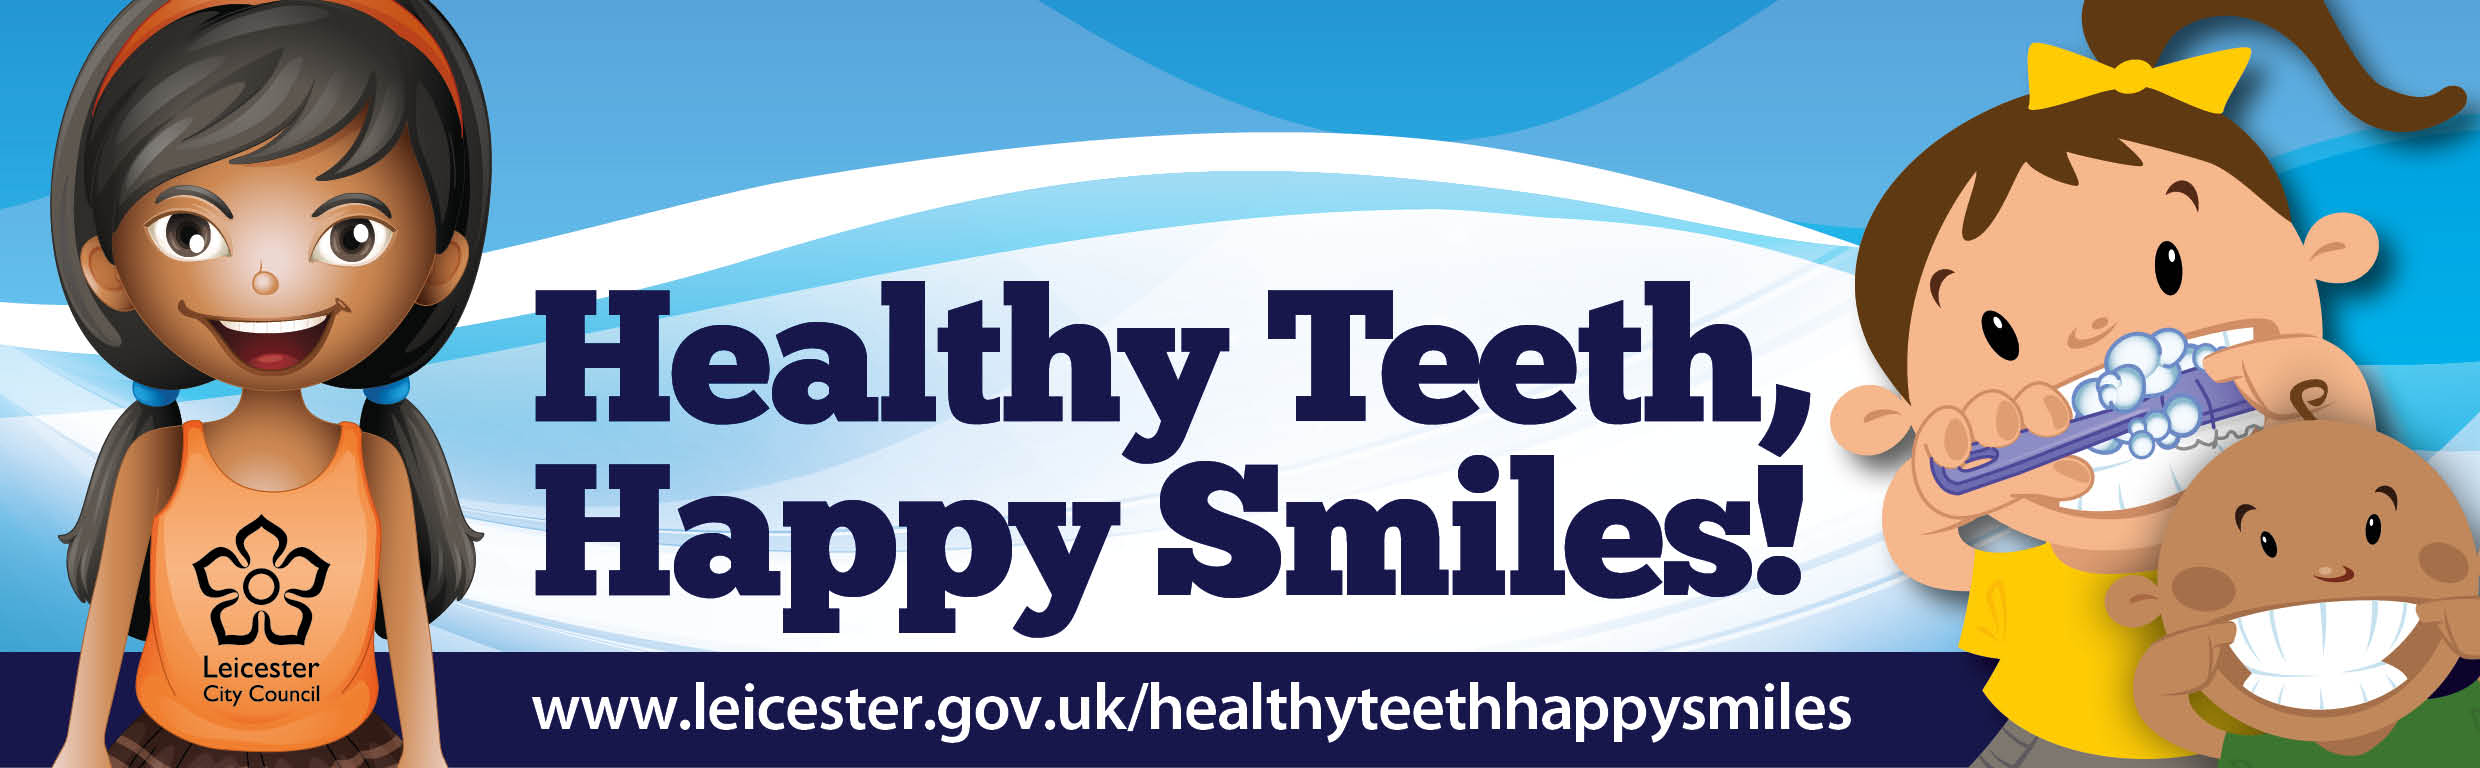 Healthy Teeth,
Happy Smiles!
Leicester
City Council
www.leicester.gov.uk/healthyteethhappysmiles